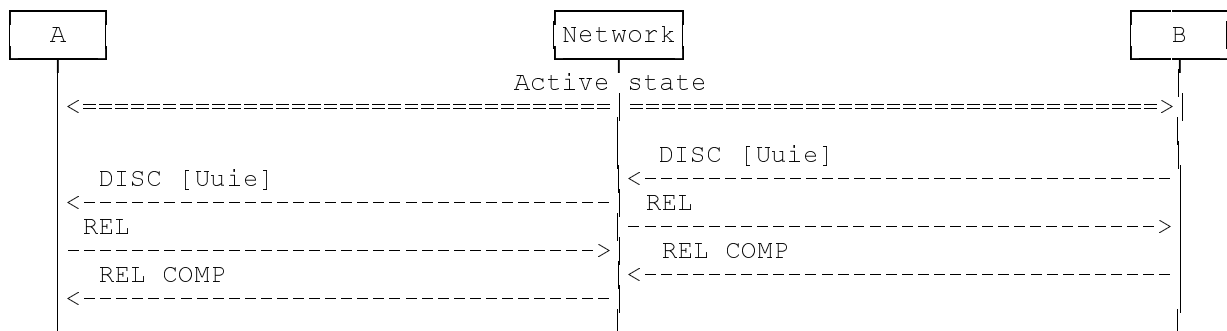 A Network B
Active state
DISC [Uuie]
DISC [Uuie]
REL
REL
REL COMP
REL COMP